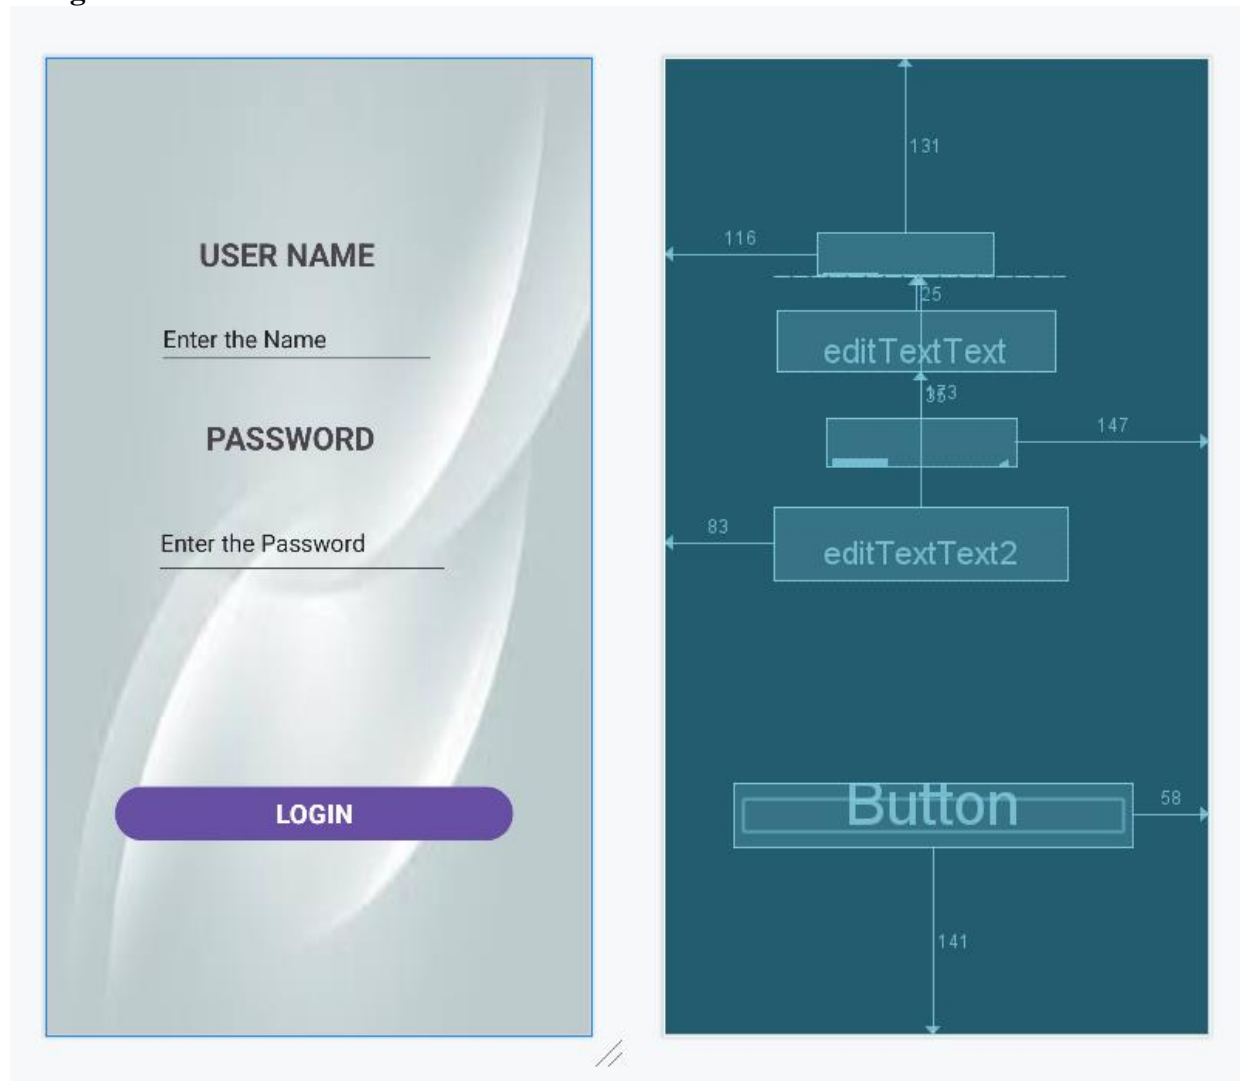 USER NAME
Enter the Name
PASSWORD
Enter the Password
LOGIN
131
116
25
editTextText
147
83
editTextText2
Button
58
141